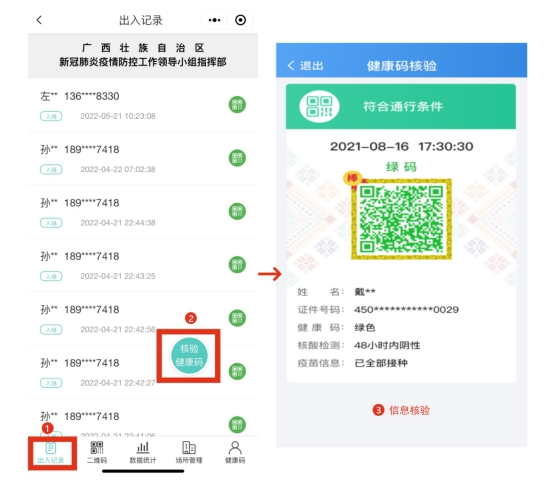 出入记录
广 西 壮 族 自 治 区
新冠肺炎疫情防控工作领导小组指挥部
左** 136****8330
入场 2022-05-21 10:23:08
孙** 189****7418
入场 2022-04-22 07:02:38
孙** 189****7418
入场 2022-04-21 22:44:38
孙** 189****7418
入场 2022-04-21 22:43:25
孙** 189****7418
入场 2022-04-21 22:42:56
孙** 189****7418
入场 2022-04-21 22:42:27
孙** 189****7418
2
核验
健康码
1
出入记录 二维码 数据统计 场所管理 健康码
退出 健康码核验
符合通行条件
2021-08-16 17:30:30
绿 码
棒
姓 名: 戴**
证件号码: 450***********0029
健 康 码: 绿色
核酸检测: 48小时内阴性
疫苗信息: 已全部接种
3 信息核验